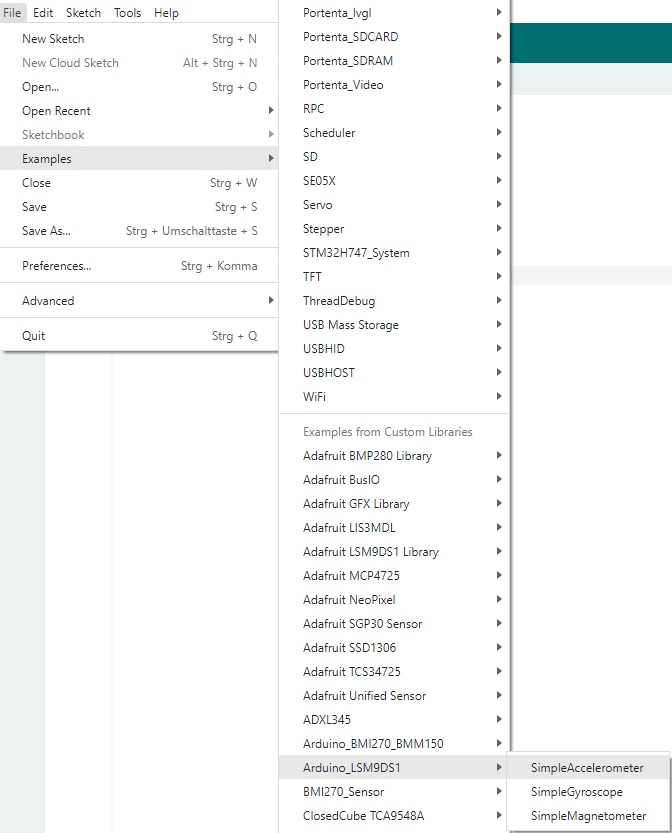 File Edit Sketch Tools Help
New Sketch Strg + N
New Cloud Sketch Alt + Strg + N
Open... Strg + O
Open Recent
Sketchbook
Examples
Close Strg + W
Save Strg + S
Save As... Strg + Umschalttaste + S
Preferences... Strg + Komma
Advanced
Quit Strg + Q
Portenta_lvgl
Portenta_SDCARD
Portenta_SDRAM
Portenta_Video
RPC
Scheduler
SD
SE05X
Servo
Stepper
STM32H747_System
TFT
ThreadDebug
USB Mass Storage
USBHID
USBHOST
WiFi
Examples from Custom Libraries
Adafruit BMP280 Library
Adafruit BusIO
Adafruit GFX Library
Adafruit LIS3MDL
Adafruit LSM9DS1 Library
Adafruit MCP4725
Adafruit NeoPixel
Adafruit SGP30 Sensor
Adafruit SSD1306
Adafruit TCS34725
Adafruit Unified Sensor
ADXL345
Arduino_BMI270_BMM150
Arduino_LSM9DS1
BMI270_Sensor
ClosedCube TCA9548A
SimpleAccelerometer
SimpleGyroscope
SimpleMagnetometer